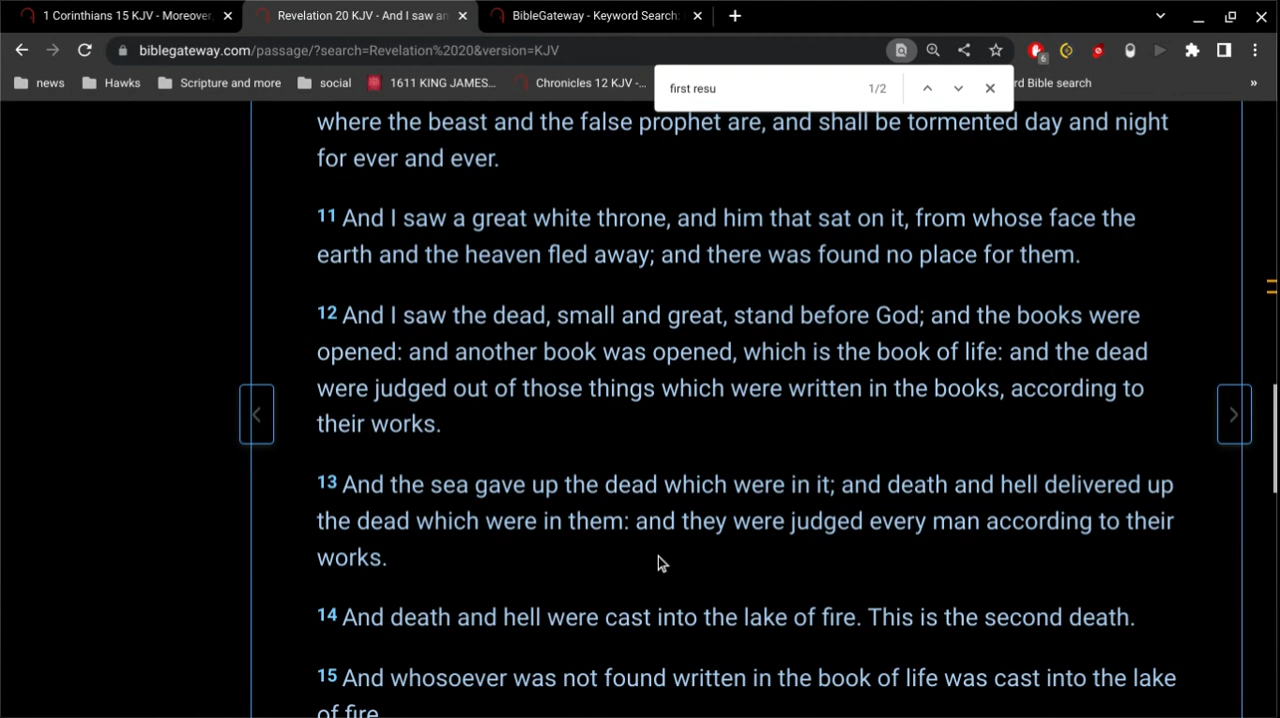 1 Corinthians 15 KJV - Moreover,
Revelation 20 KJV - And I saw an
BibleGateway - Keyword Search:
biblegateway.com/passage/?search=Revelation%2020&version=KJV
6
news
Hawks
Scripture and more
social
1611 KING JAMES...
Chronicles 12 KJV -...
rd Bible search
»
first resu
1/2
where the beast and the false prophet are, and shall be tormented day and night
for ever and ever.
11 And I saw a great white throne, and him that sat on it, from whose face the
earth and the heaven fled away; and there was found no place for them.
12 And I saw the dead, small and great, stand before God; and the books were
opened: and another book was opened, which is the book of life: and the dead
were judged out of those things which were written in the books, according to
their works.
13 And the sea gave up the dead which were in it; and death and hell delivered up
the dead which were in them: and they were judged every man according to their
works.
14 And death and hell were cast into the lake of fire. This is the second death.
15 And whosoever was not found written in the book of life was cast into the lake
of fire